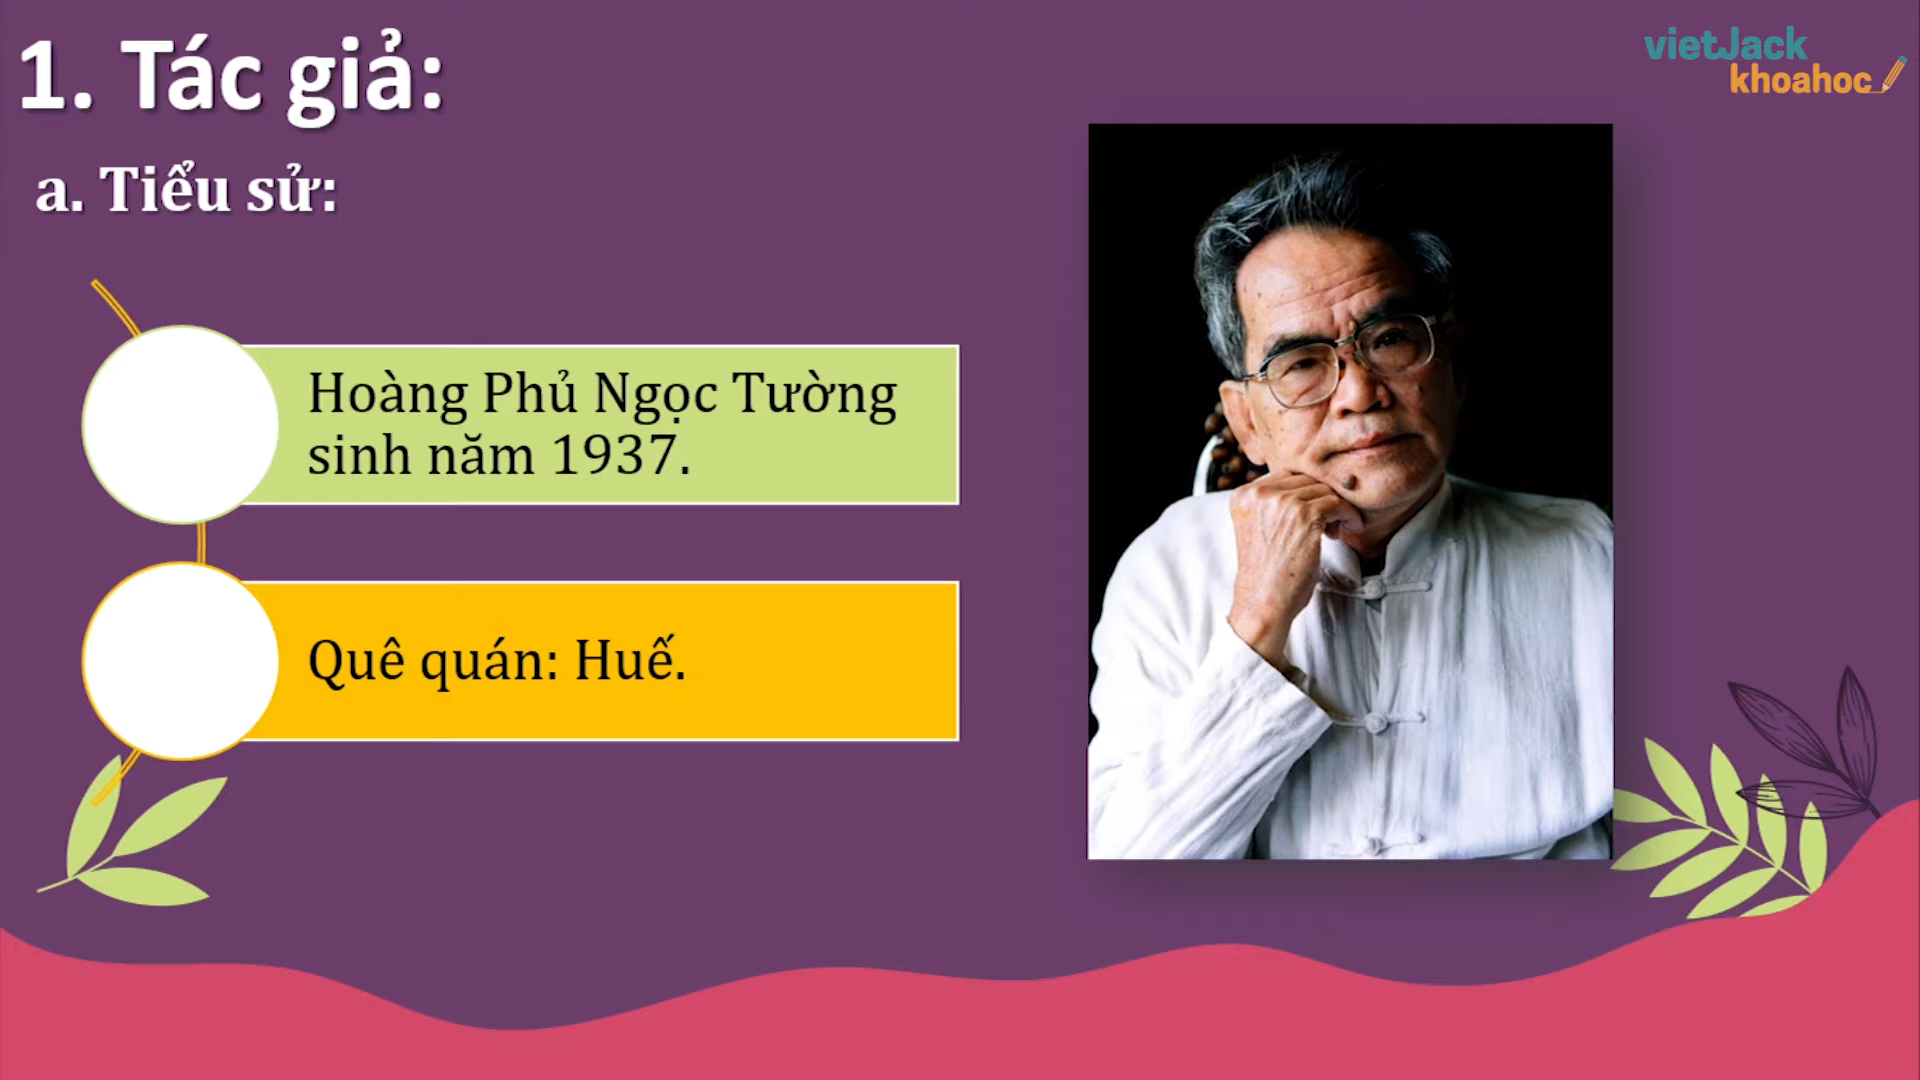 1. Tác giả:
vietJack
khoahoc
a. Tiểu sử:
Hoàng Phủ Ngọc Tường
sinh năm 1937.
Quê quán: Huế.